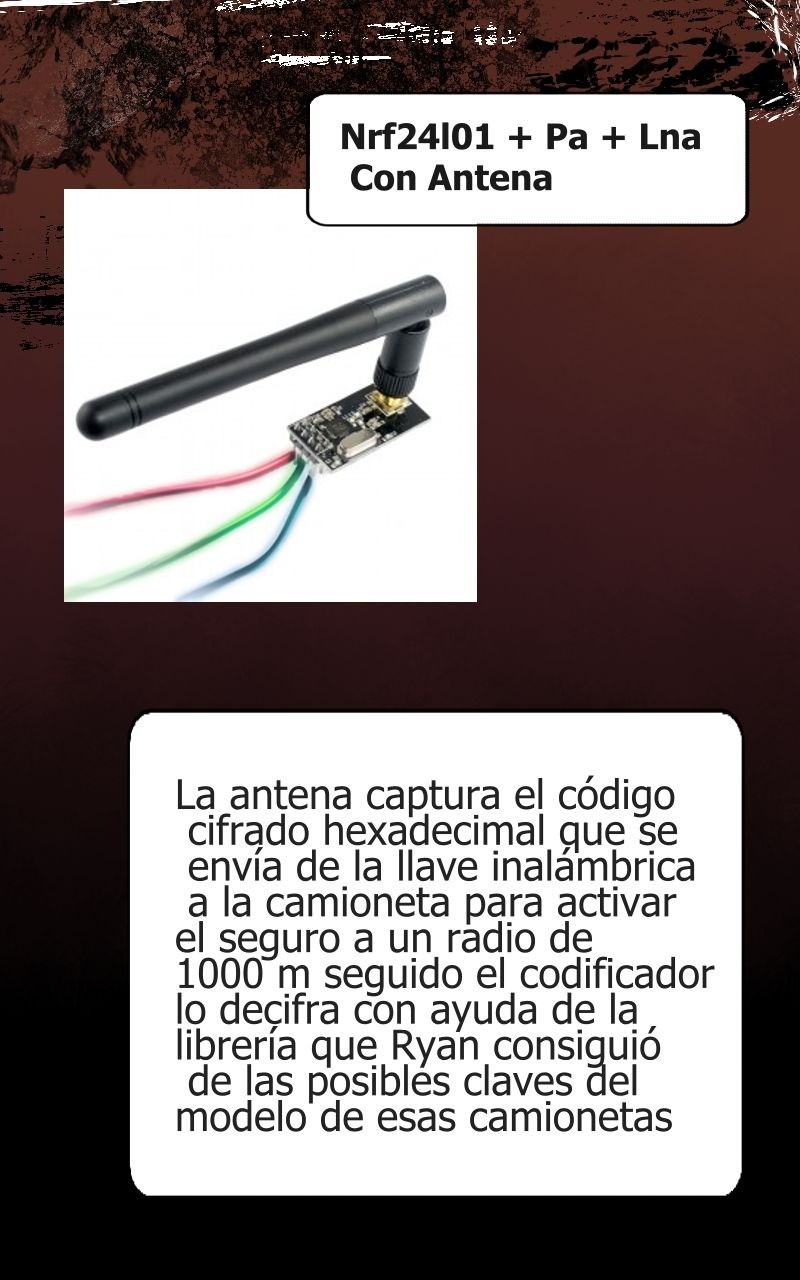 Nrf24l01 + Pa + Lna
Con Antena
La antena captura el código
cifrado hexadecimal que se
envía de la llave inalámbrica
a la camioneta para activar
el seguro a un radio de
1000 m seguido el codificador
lo decifra con ayuda de la
librería que Ryan consiguió
de las posibles claves del
modelo de esas camionetas